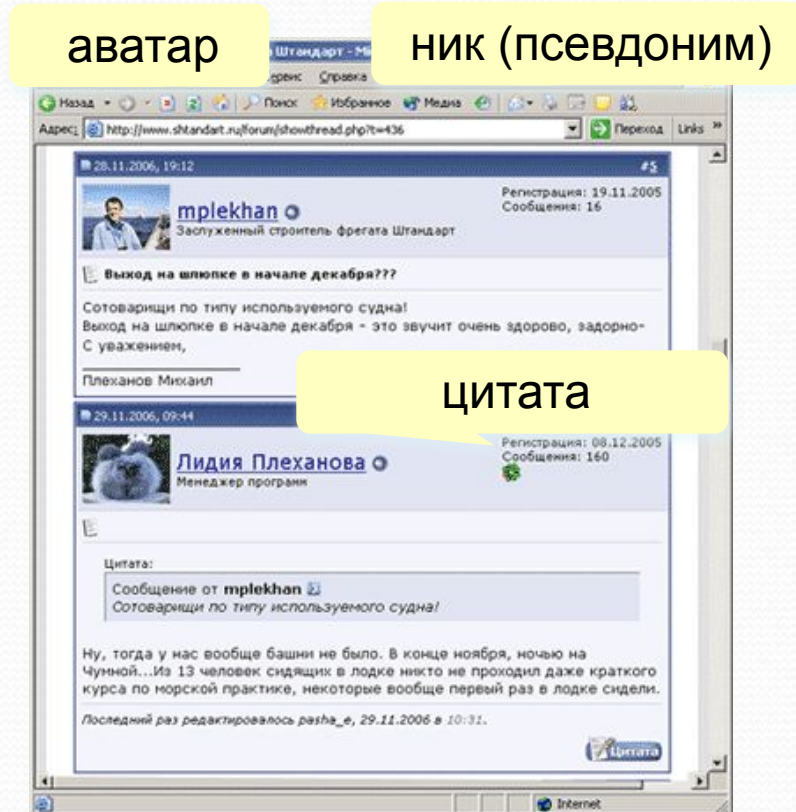 аватар
ник (псевдоним)
Штандарт - Mi
Справка
Назад
Поиск
Избранное
Медиа
Адрес:
http://www.shtandart.ru/forum/showthread.php?t=436
Переход
Links »
28.11.2006, 19:12
#5
mplekhan
Заслуженный строитель фрегата Штандарт
Регистрация: 19.11.2005
Сообщения: 16
Выход на шлюпке в начале декабря???
Сотоварищи по типу используемого судна!
Выход на шлюпке в начале декабря - это звучит очень здорово, задорно-
С уважением,
Плеханов Михаил
цитата
29.11.2006, 09:44
Лидия Плеханова
Менеджер программ
Регистрация: 08.12.2005
Сообщения: 160
Цитата:
Сообщение от mplekhan
Сотоварищи по типу используемого судна!
Ну, тогда у нас вообще башни не было. В конце ноября, ночью на
Чумной...Из 13 человек сидящих в лодке никто не проходил даже краткого
курса по морской практике, некоторые вообще первый раз в лодке сидели.
Последний раз редактировалось pasha_e, 29.11.2006 в 10:31.
Цитата
Internet